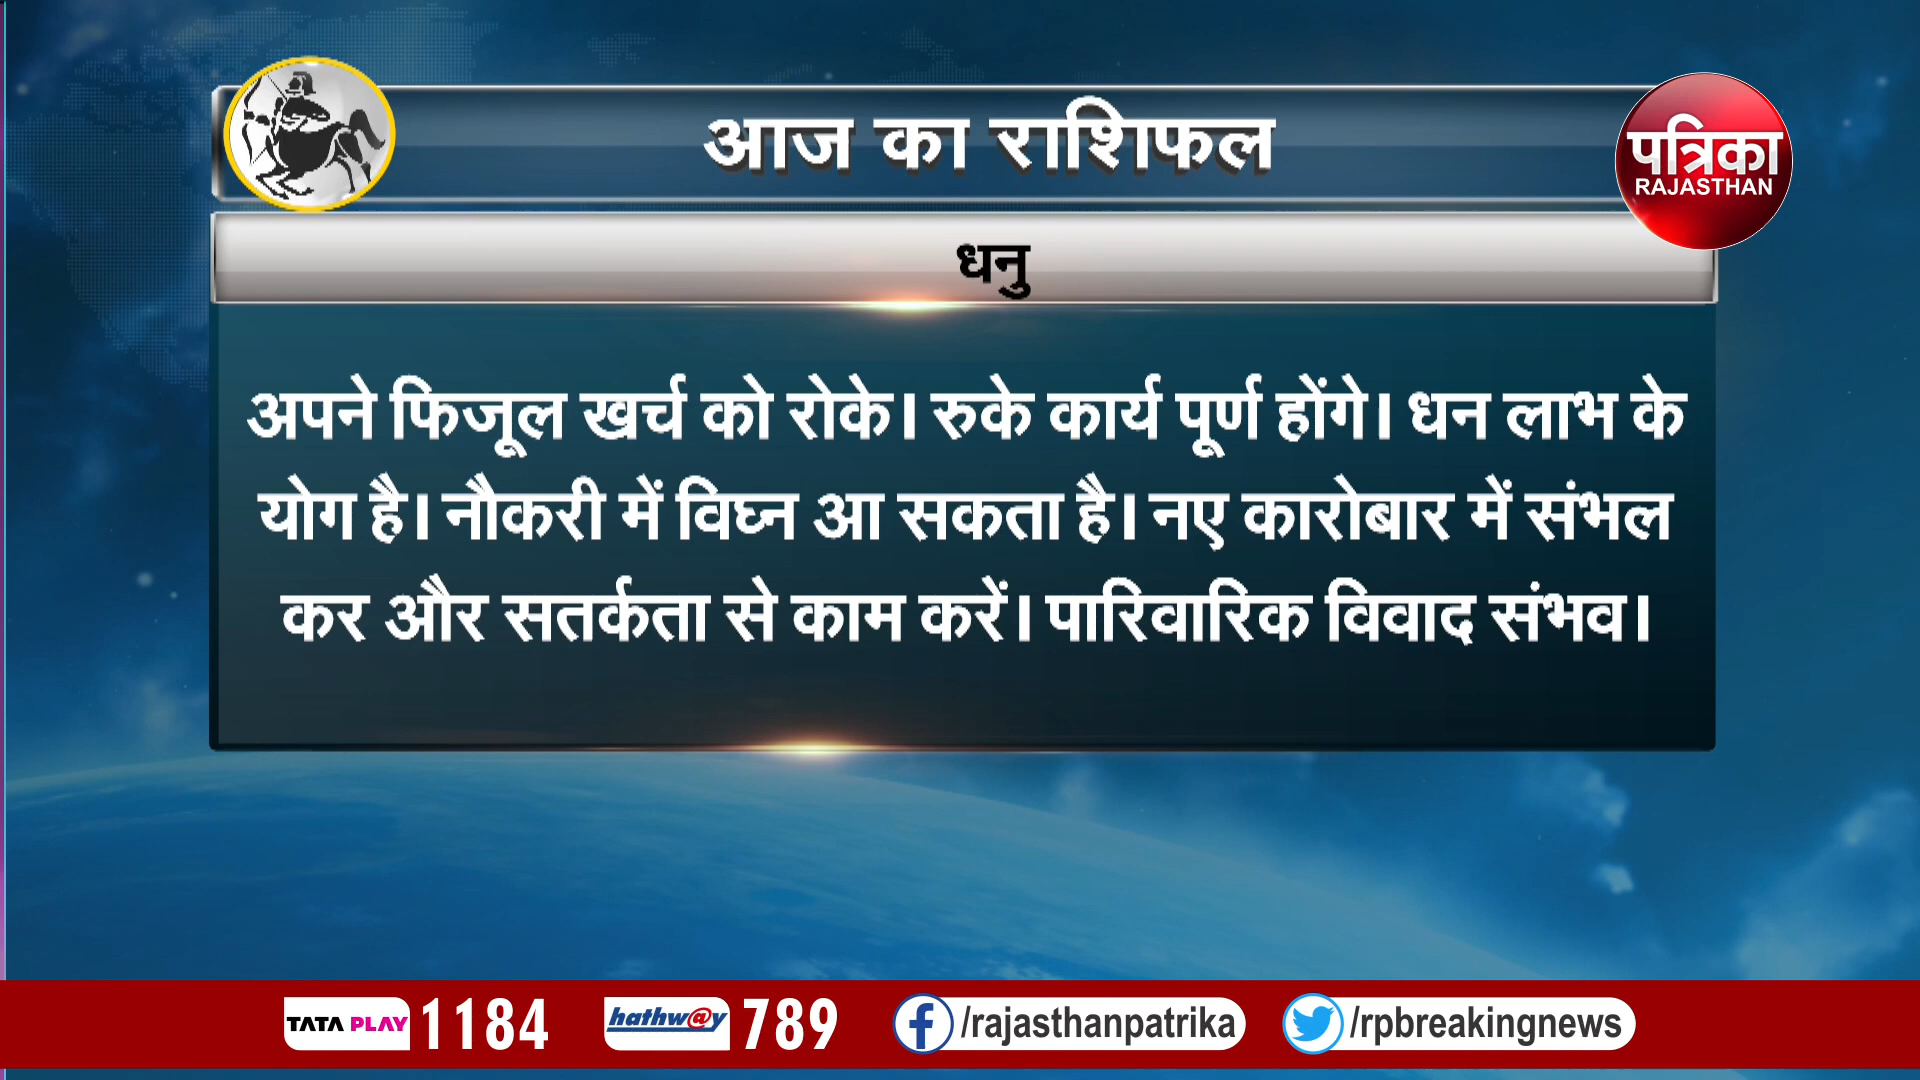 आज का राशिफल
पत्रिका
RAJASTHAN
धनु
अपने फिजूल खर्च को रोके। रुके कार्य पूर्ण होंगे। धन लाभ के
योग है। नौकरी में विघ्न आ सकता है। नए कारोबार में संभल
कर और सतर्कता से काम करें। पारिवारिक विवाद संभव।
TATA PLAY 1184 hathw@y 789 /rajasthanpatrika /rpbreakingnews